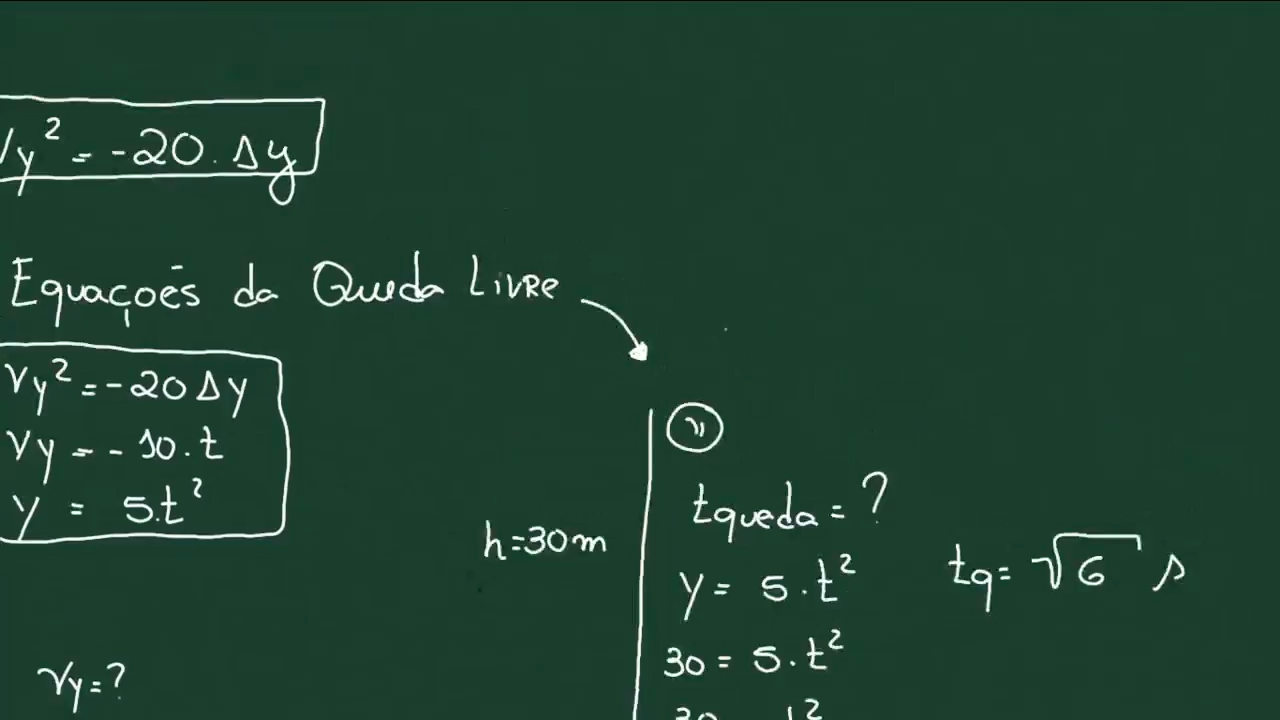 Vy² = -20. Δy
Equações da Queda Livre
Vy² = -20 Δy
Vy = - 10.t
y = 5.t²
h=30m
Vy=?
tqueda = ?
y = 5.t²
30 = 5.t²
tq= √6 s